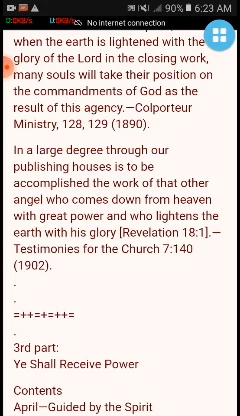 0:00K/s
U:0.00K/s
90% 6:23 AM
No internet connection
when the earth is lightened with the
glory of the Lord in the closing work,
many souls will take their position on
the commandments of God as the
result of this agency.—Colporteur
Ministry, 128, 129 (1890).
In a large degree through our
publishing houses is to be
accomplished the work of that other
angel who comes down from heaven
with great power and who lightens the
earth with his glory [Revelation 18:1].—
Testimonies for the Church 7:140
(1902).
.
.
=++=+=++=
.
3rd part:
Ye Shall Receive Power
Contents
April—Guided by the Spirit